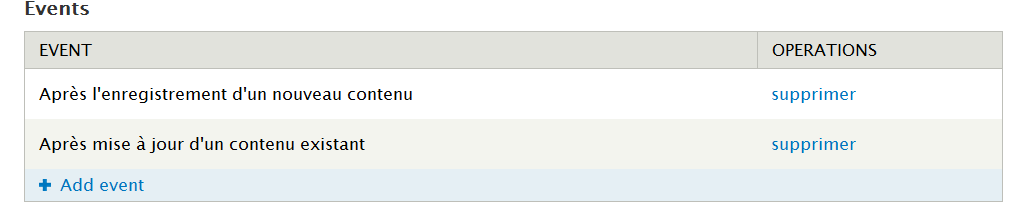 Events
EVENT OPERATIONS
Après l'enregistrement d'un nouveau contenu supprimer
Après mise à jour d'un contenu existant supprimer
Add event